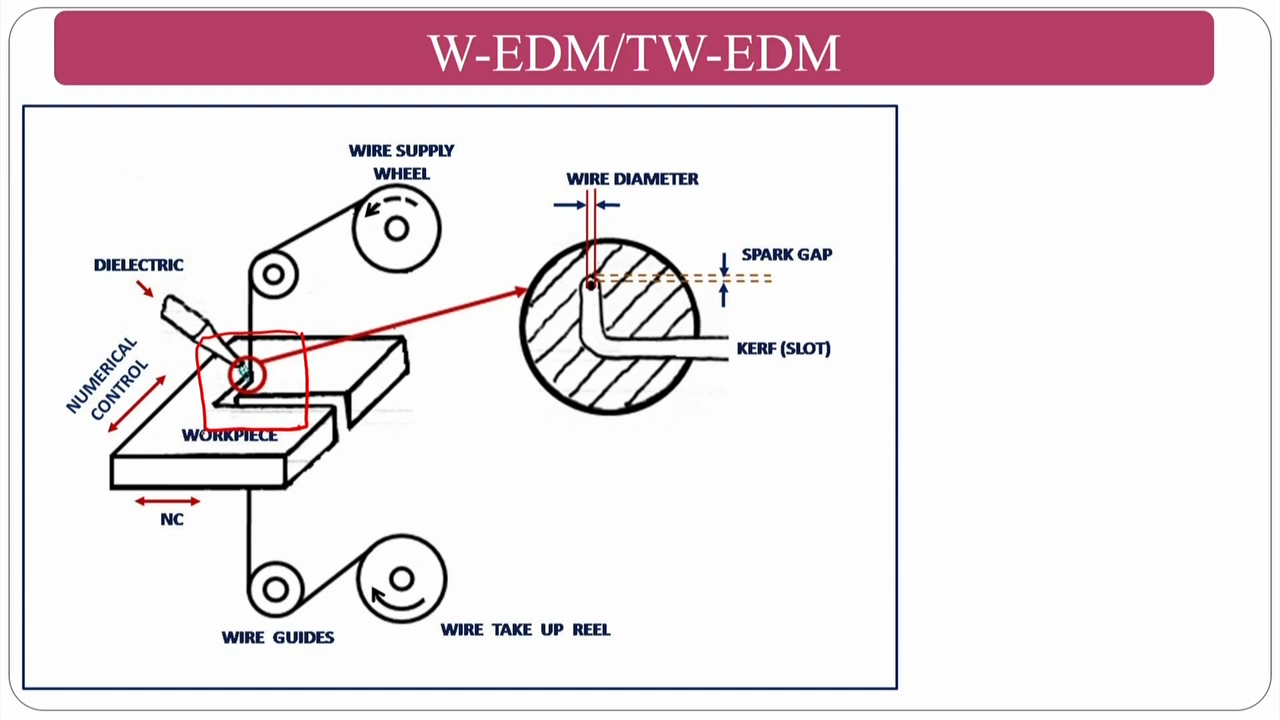 W-EDM/TW-EDM
WIRE SUPPLY
WHEEL
WIRE DIAMETER
DIELECTRIC
SPARK GAP
NUMERICAL
CONTROL
KERF (SLOT)
WORKPIECE
NC
WIRE GUIDES
WIRE TAKE UP REEL